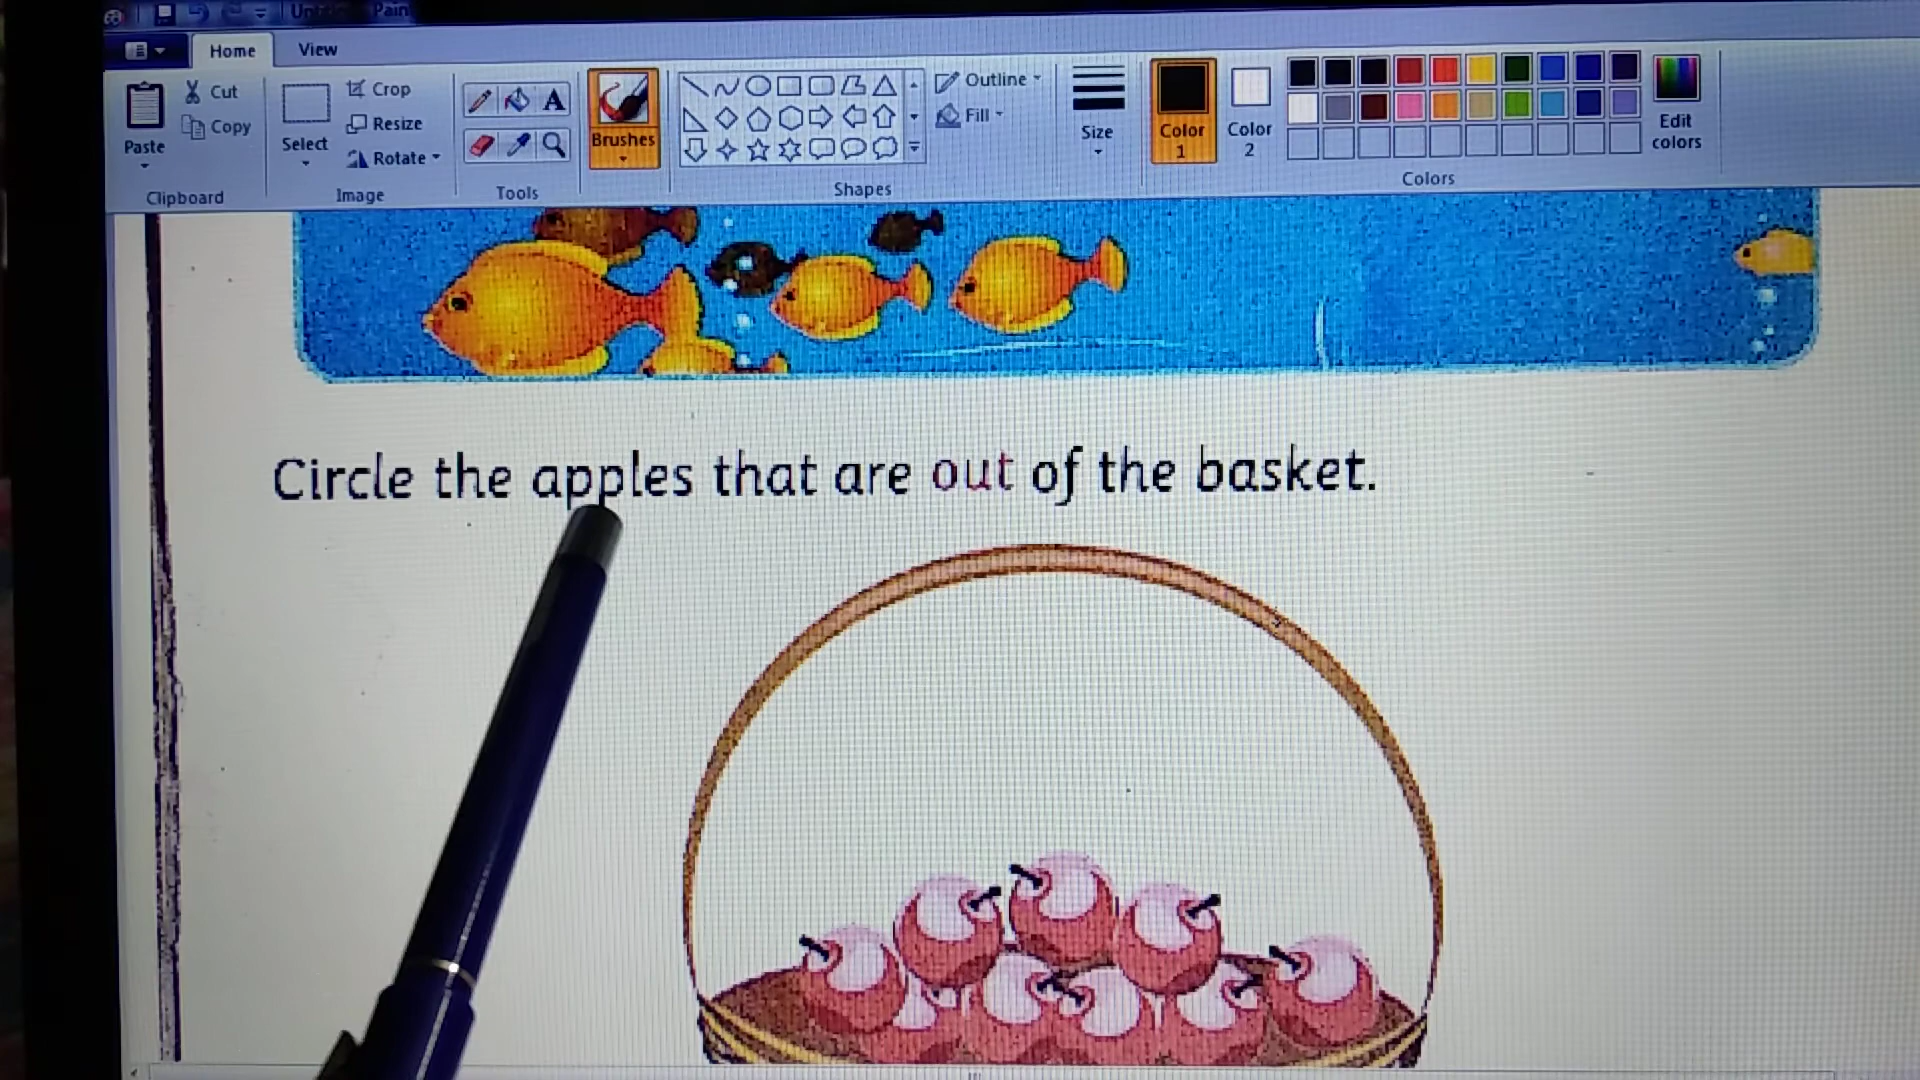 Home View
Cut
Copy
Paste
Clipboard
Crop
Resize
Rotate
Select
Image
A
Tools
Brushes
Shapes
Outline
Fill
Size
Color 1
Color 2
Edit colors
Colors
Circle the apples that are out of the basket.